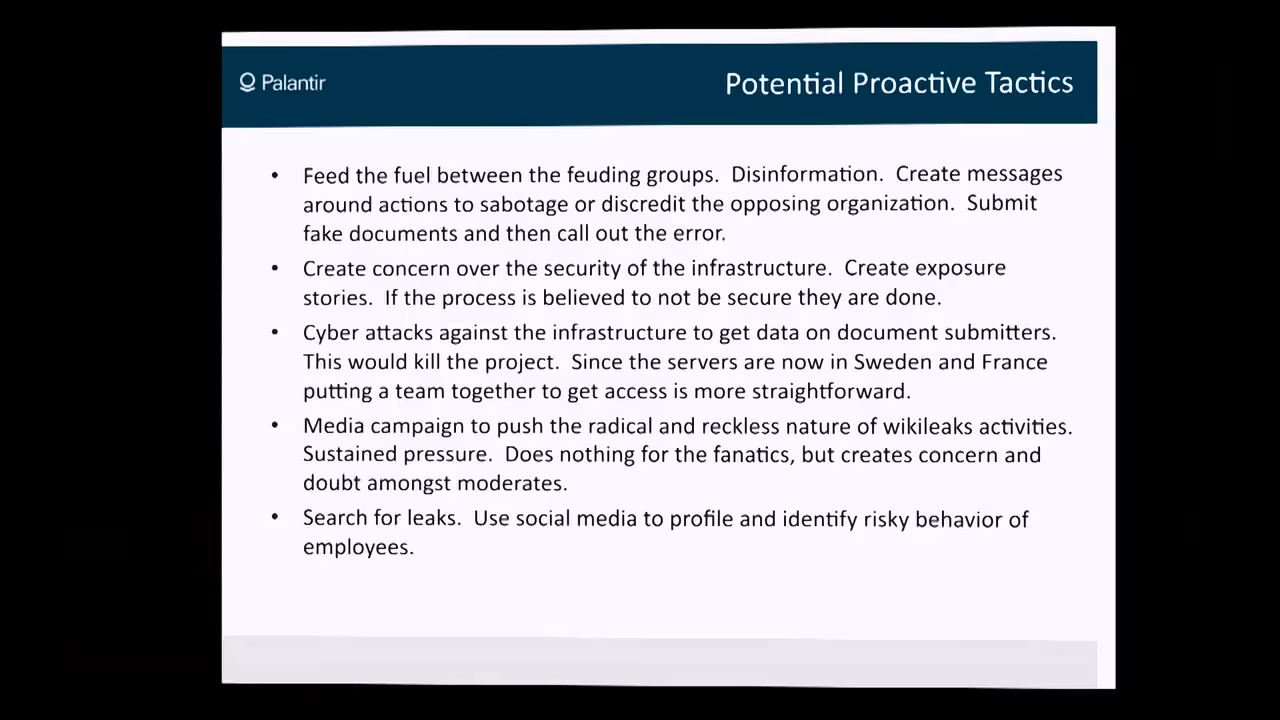 Palantir
Potential Proactive Tactics
• Feed the fuel between the feuding groups.  Disinformation.  Create messages
around actions to sabotage or discredit the opposing organization.  Submit
fake documents and then call out the error.
• Create concern over the security of the infrastructure.  Create exposure
stories.  If the process is believed to not be secure they are done.
• Cyber attacks against the infrastructure to get data on document submitters.
This would kill the project.  Since the servers are now in Sweden and France
putting a team together to get access is more straightforward.
• Media campaign to push the radical and reckless nature of wikileaks activities.
Sustained pressure.  Does nothing for the fanatics, but creates concern and
doubt amongst moderates.
• Search for leaks.  Use social media to profile and identify risky behavior of
employees.